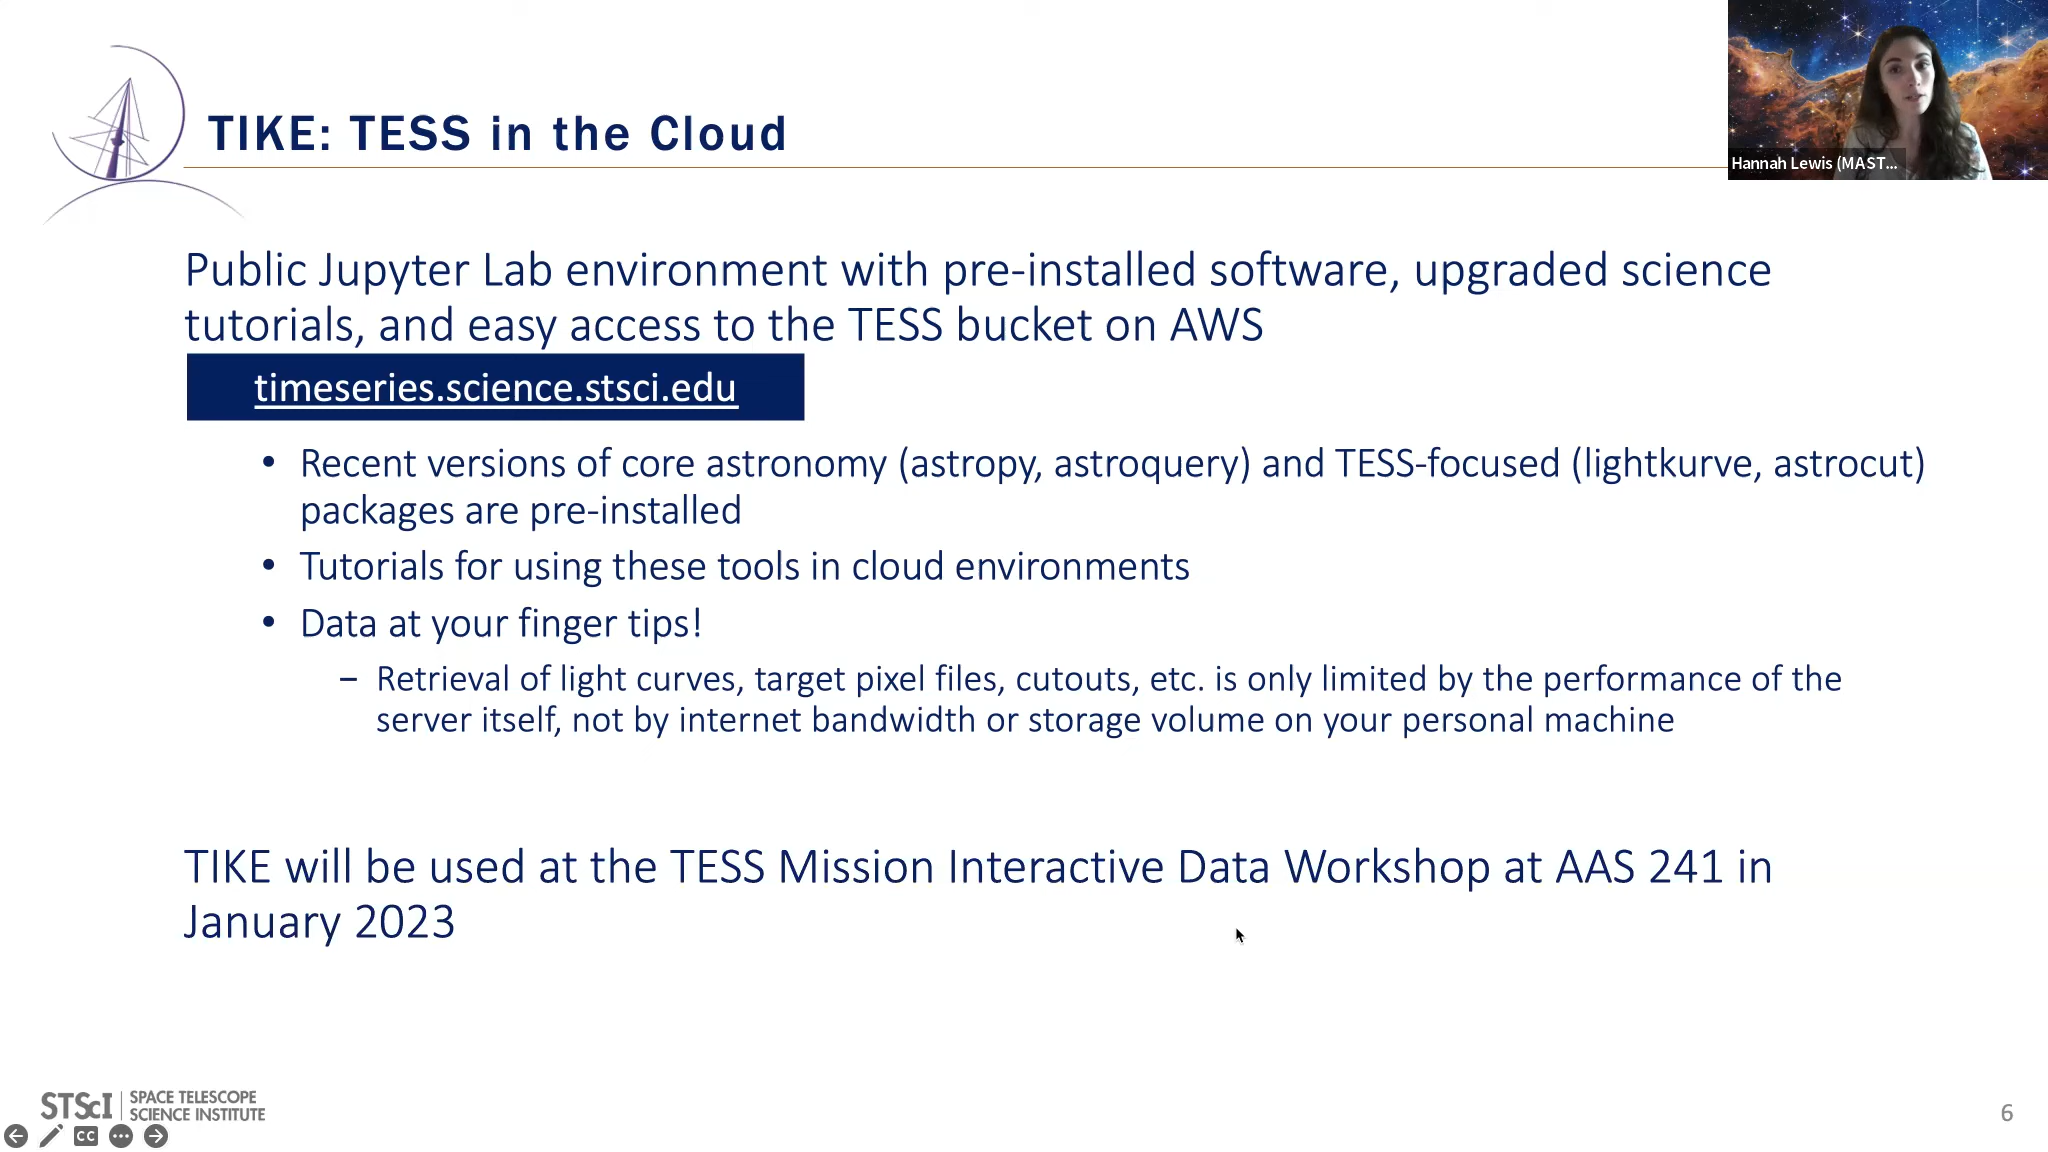 TIKE: TESS in the Cloud
Hannah Lewis (MAST...
Public Jupyter Lab environment with pre-installed software, upgraded science
tutorials, and easy access to the TESS bucket on AWS
timeseries.science.stsci.edu
• Recent versions of core astronomy (astropy, astroquery) and TESS-focused (lightkurve, astrocut)
packages are pre-installed
• Tutorials for using these tools in cloud environments
• Data at your finger tips!
– Retrieval of light curves, target pixel files, cutouts, etc. is only limited by the performance of the
server itself, not by internet bandwidth or storage volume on your personal machine
TIKE will be used at the TESS Mission Interactive Data Workshop at AAS 241 in
January 2023
STScI | SPACE TELESCOPE
SCIENCE INSTITUTE
CC
6